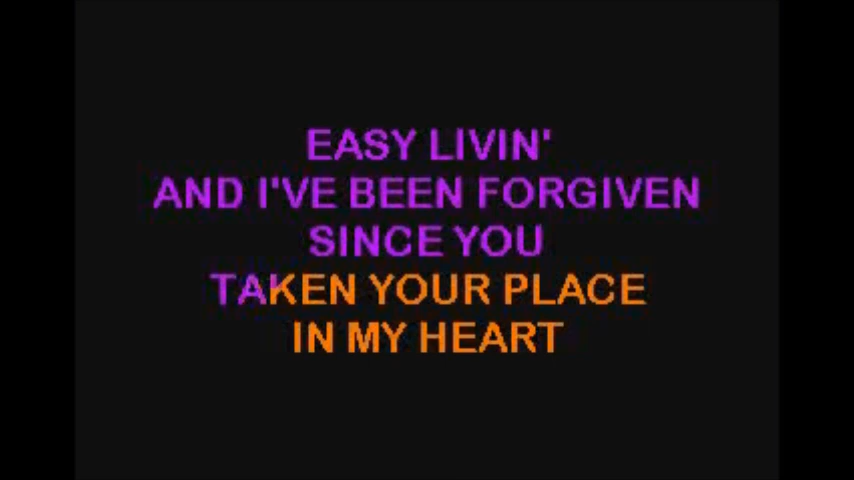 EASY LIVIN'
AND I'VE BEEN FORGIVEN
SINCE YOU
TAKEN YOUR PLACE
IN MY HEART